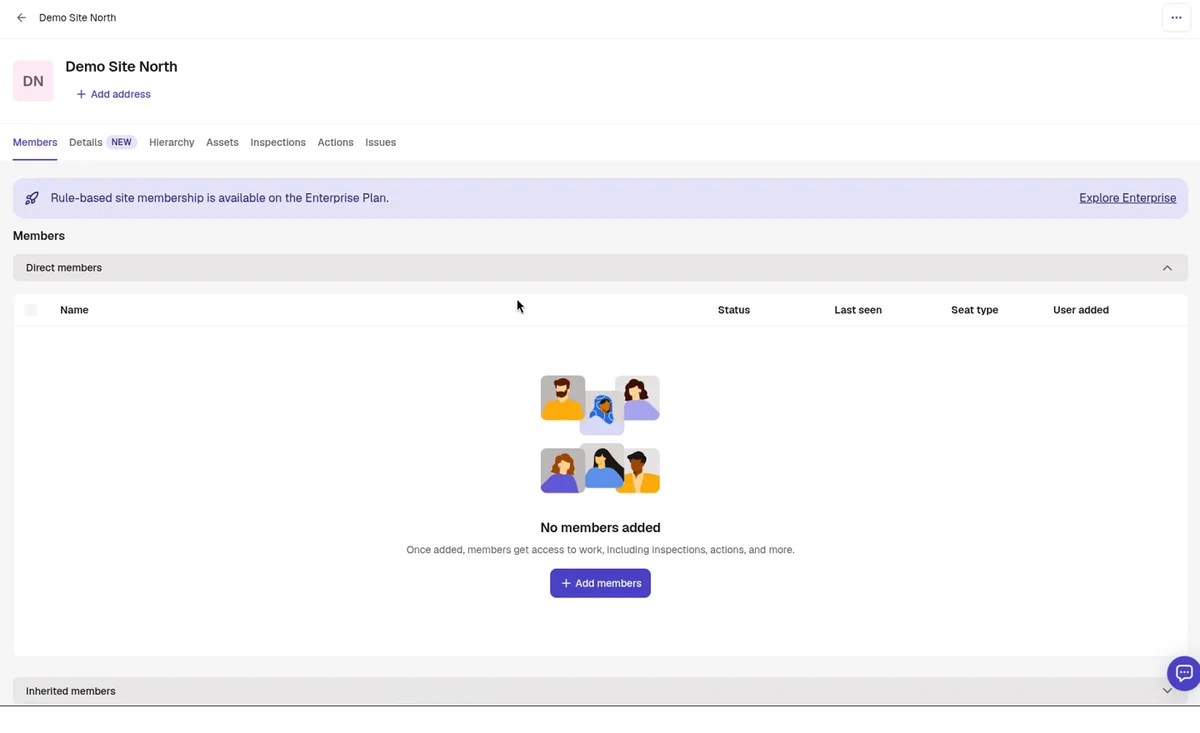 Demo Site North
DN
Demo Site North
+ Add address
Members Details NEW Hierarchy Assets Inspections Actions Issues
Rule-based site membership is available on the Enterprise Plan. Explore Enterprise
Members
Direct members
Name Status Last seen Seat type User added
No members added
Once added, members get access to work, including inspections, actions, and more.
+ Add members
Inherited members